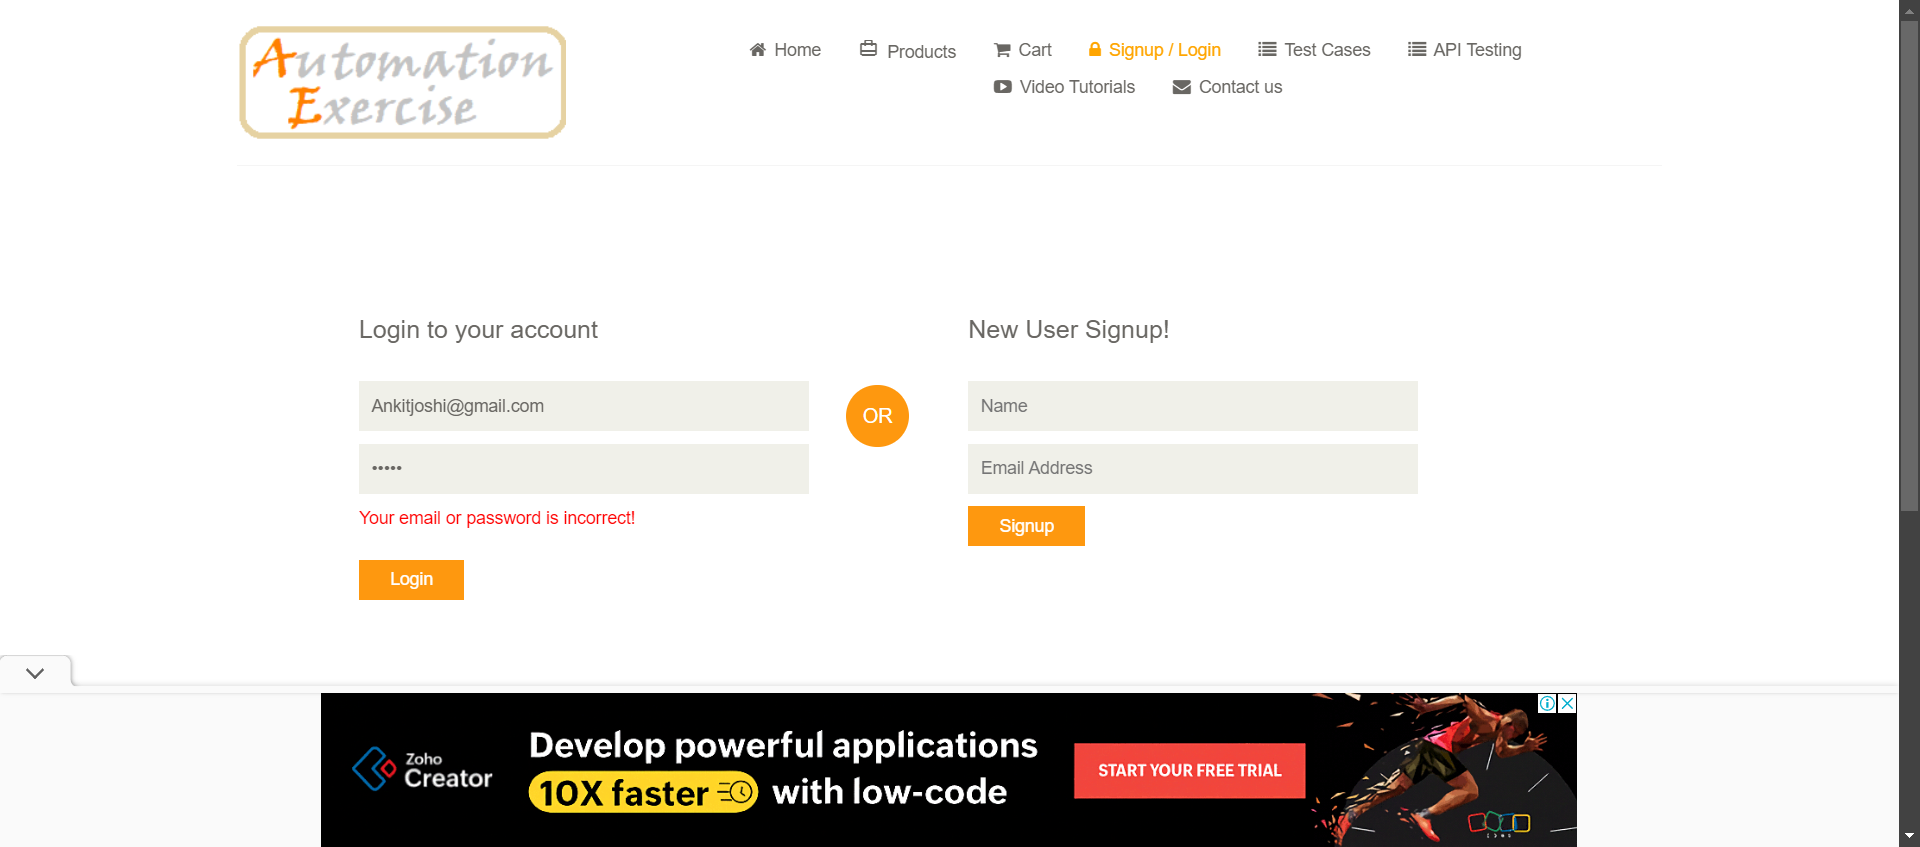 Automation
Exercise
Home
Products
Cart
Signup / Login
Test Cases
API Testing
Video Tutorials
Contact us
Login to your account
Ankitjoshi@gmail.com
•••••
Your email or password is incorrect!
Login
OR
New User Signup!
Name
Email Address
Signup
Zoho
Creator
Develop powerful applications
10X faster with low-code
START YOUR FREE TRIAL